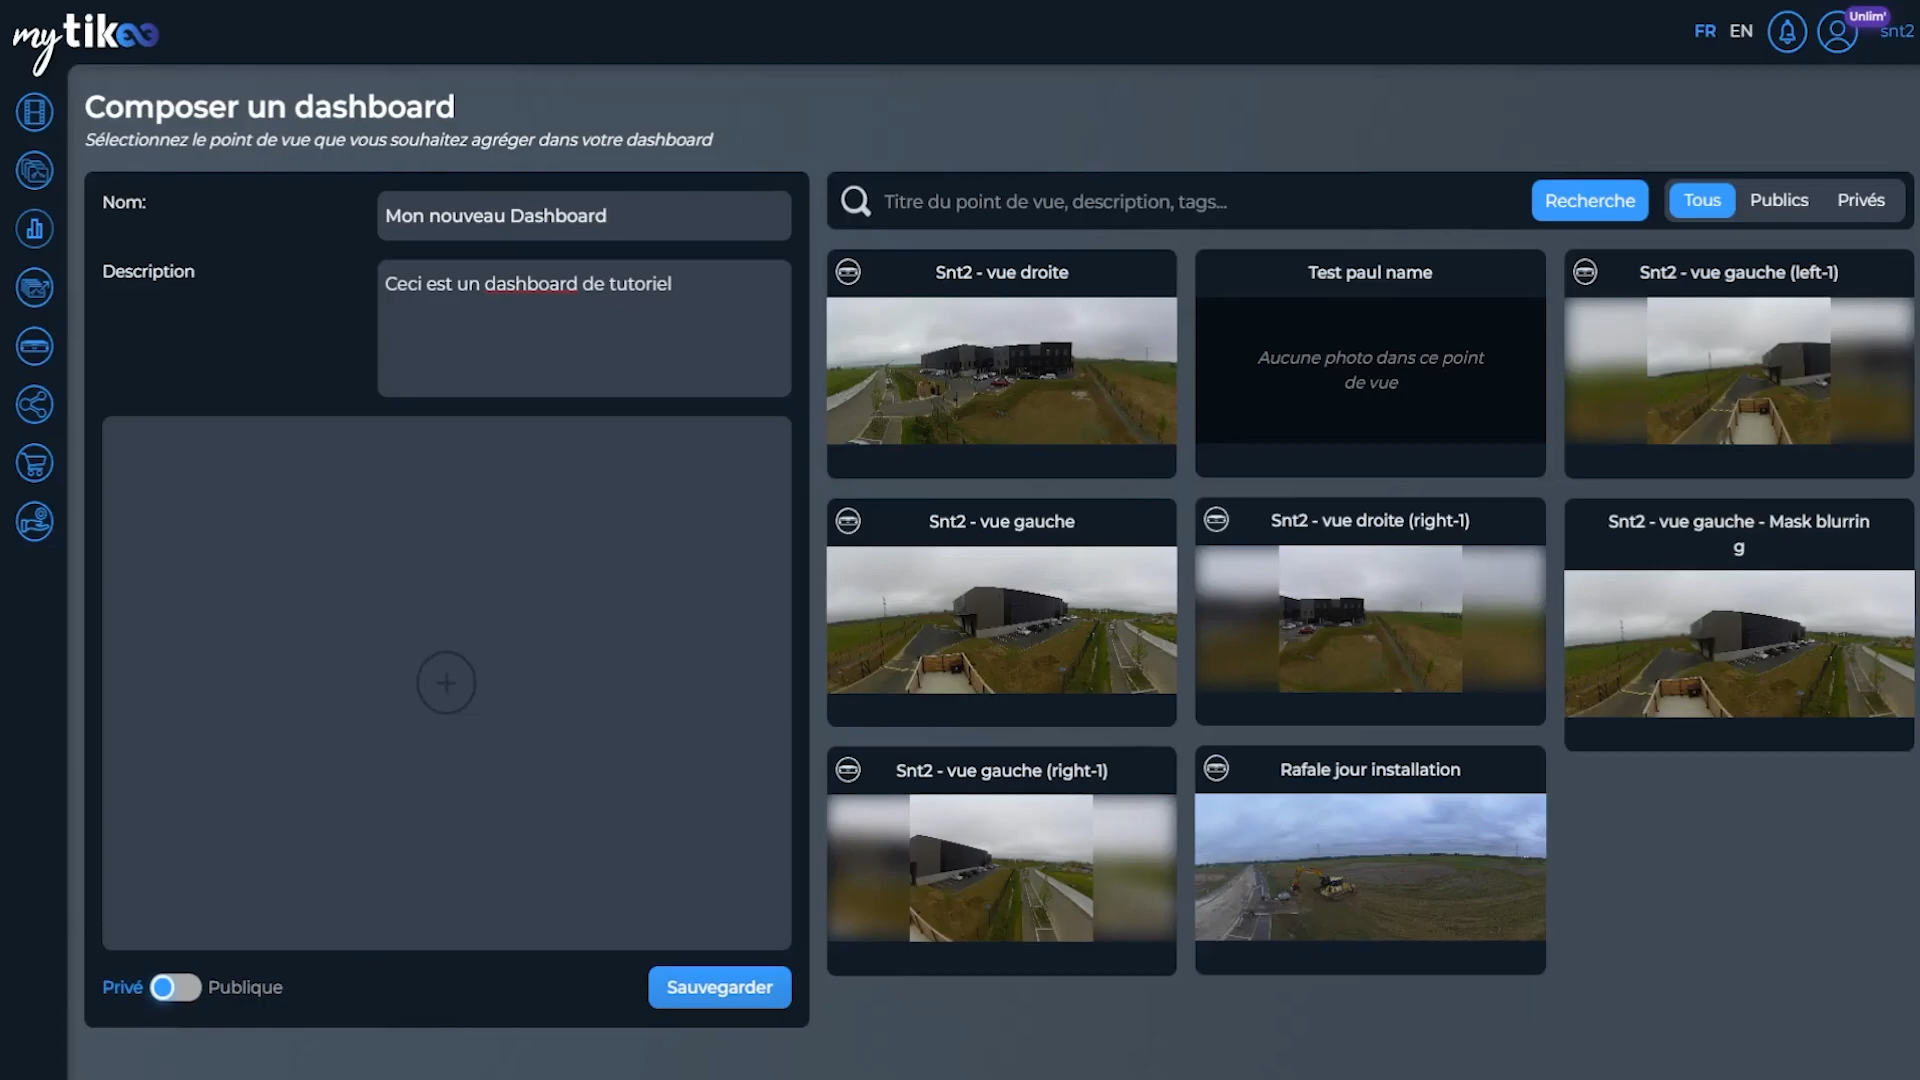 mytikee
FR EN
Unlim'
snt2
Composer un dashboard
Sélectionnez le point de vue que vous souhaitez agréger dans votre dashboard
Nom:
Mon nouveau Dashboard
Description
Ceci est un dashboard de tutoriel
Privé
Publique
Sauvegarder
Titre du point de vue, description, tags...
Recherche
Tous
Publics
Privés
Snt2 - vue droite
Test paul name
Aucune photo dans ce point
de vue
Snt2 - vue gauche (left-1)
Snt2 - vue gauche
Snt2 - vue droite (right-1)
Snt2 - vue gauche - Mask blurrin
g
Snt2 - vue gauche (right-1)
Rafale jour installation